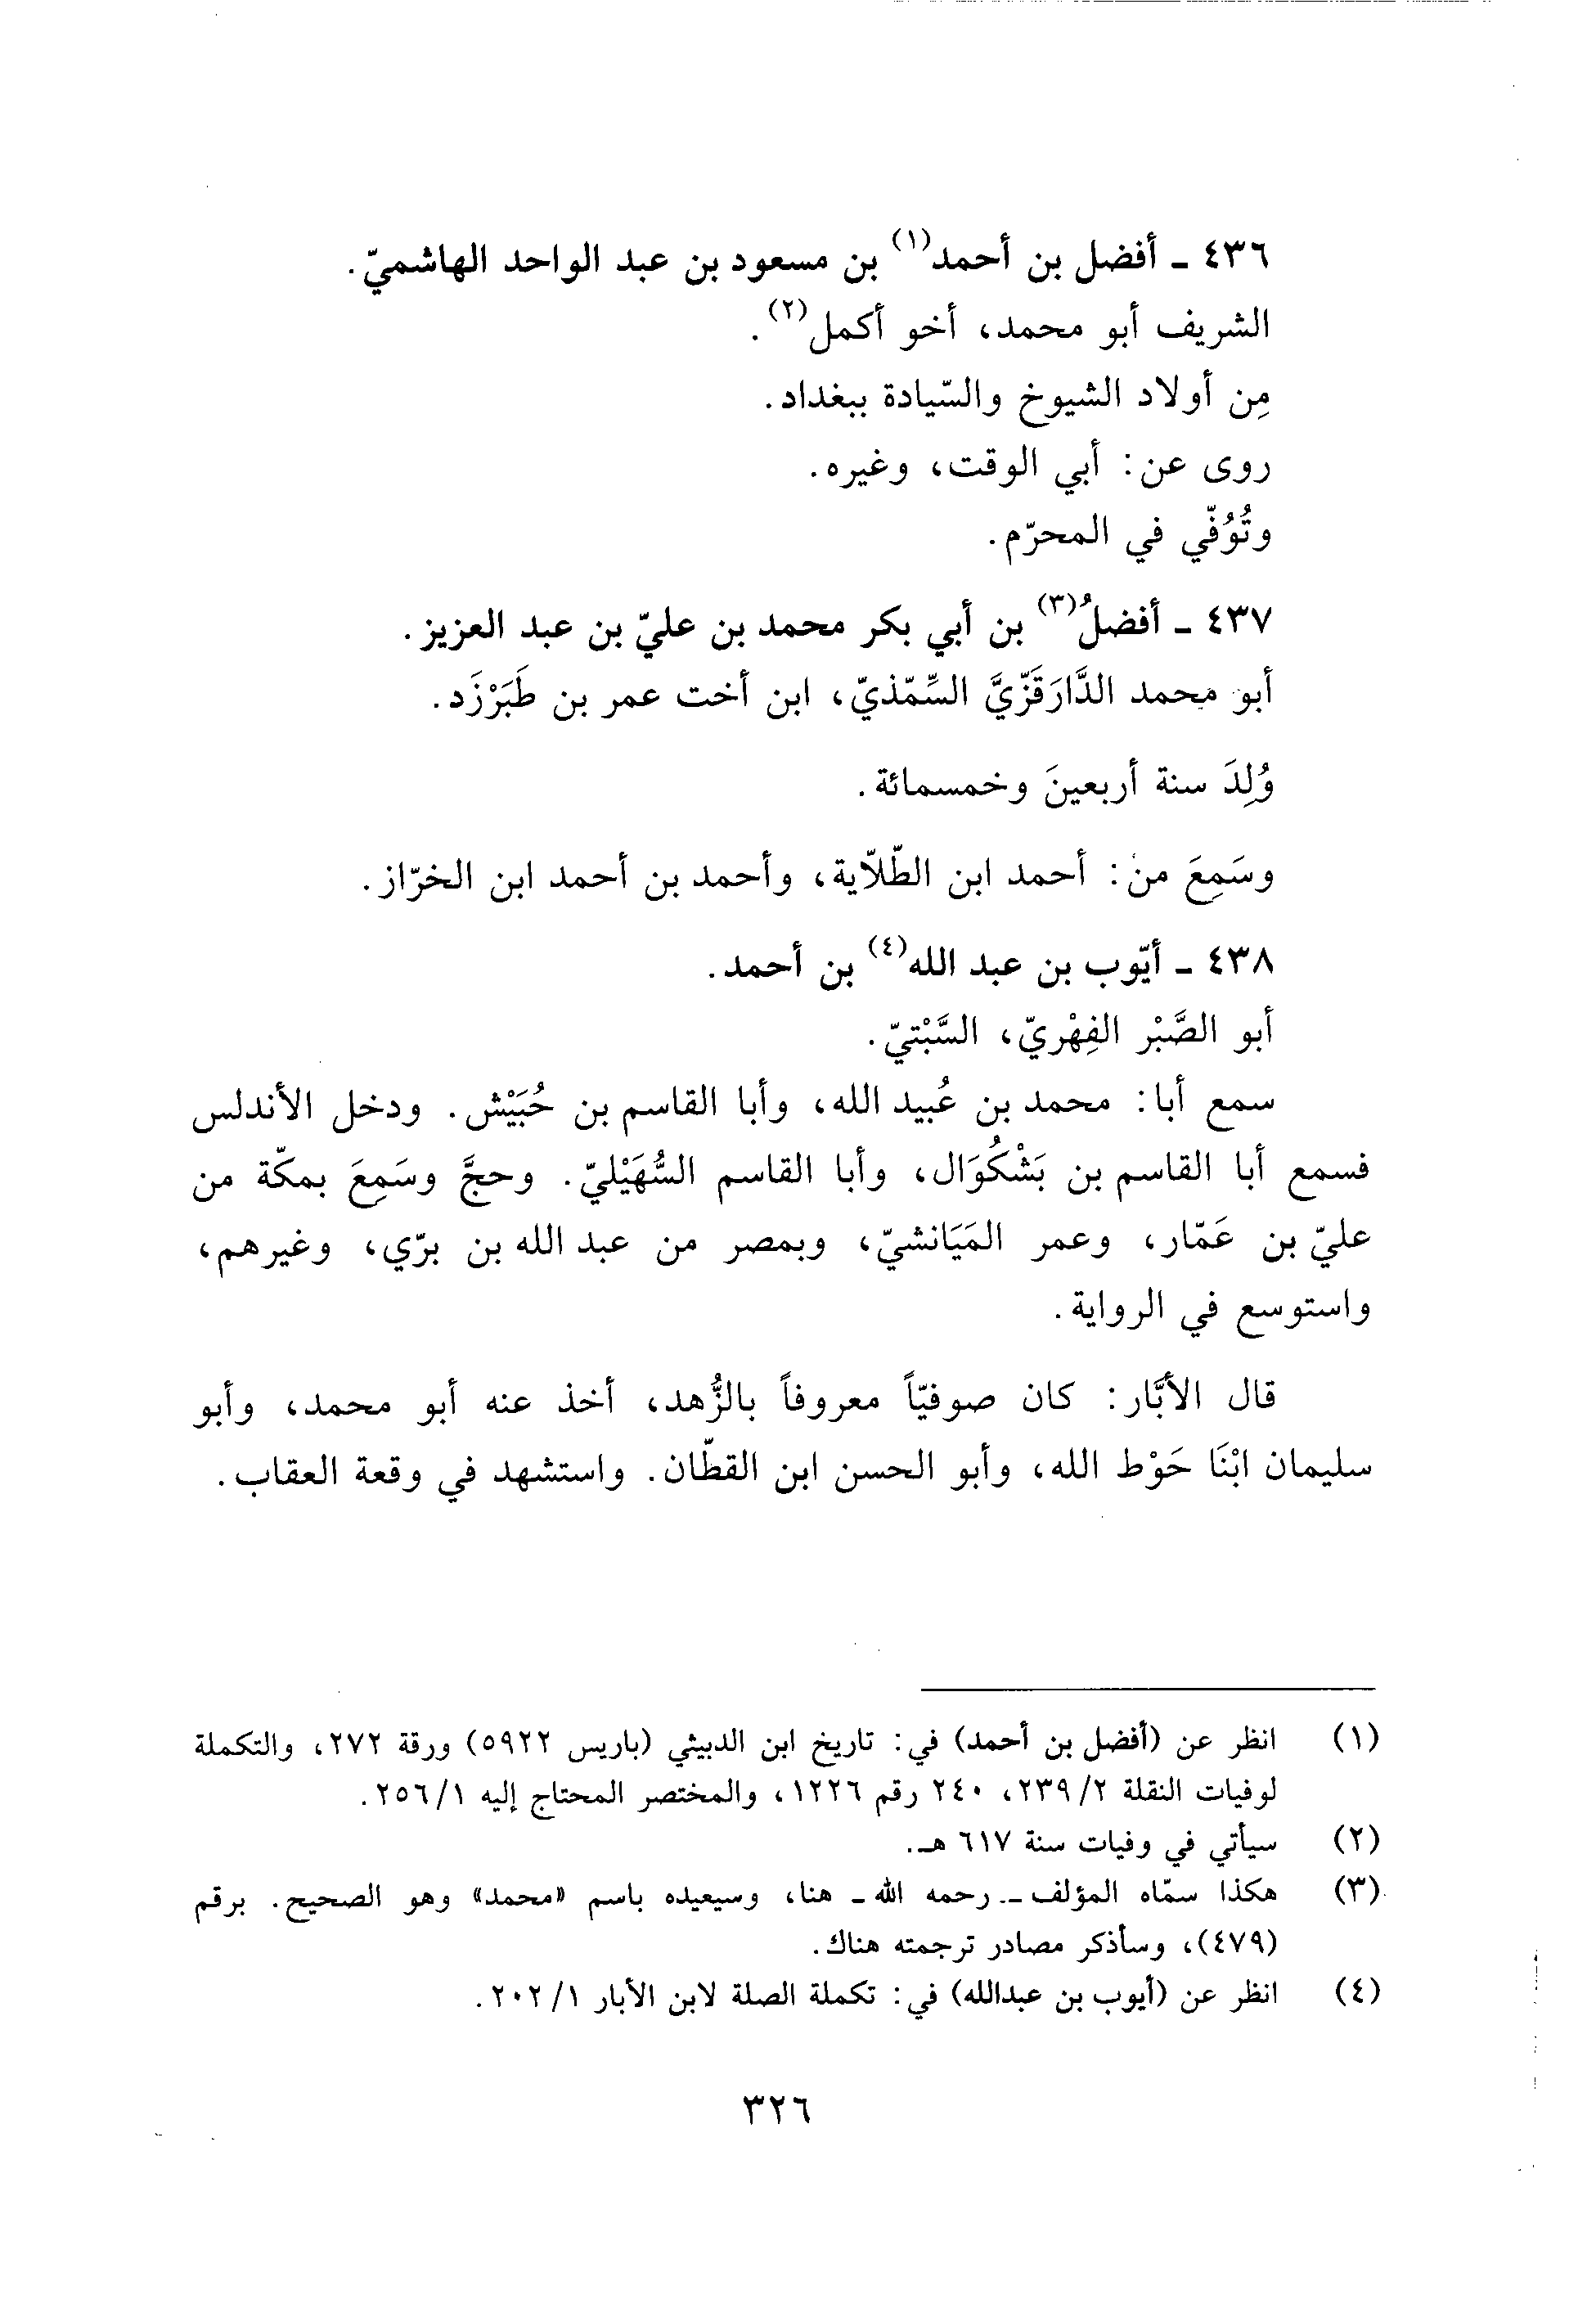 ٤٣٦ ـ أفضل بن أحمد(١) بن مسعود بن عبد الواحد الهاشميّ.
الشريف أبو محمد، أخو أكمل(٢).
مِن أولاد الشيوخ والسّيادة ببغداد.
روى عن: أبي الوقت، وغيره.
وتُوُفّي في المحرّم.
٤٣٧ ـ أفضلُ(٣) بن أبي بكر محمد بن عليّ بن عبد العزيز.
أبو محمد الدَّارَقَزّيَّ السِّمّذيّ، ابن أخت عمر بن طَبَرْزَد.
وُلِدَ سنة أربعينَ وخمسمائة.
وسَمِعَ من: أحمد ابن الطّلّاية، وأحمد بن أحمد ابن الخرّاز.
٤٣٨ ـ أيّوب بن عبد الله(٤) بن أحمد.
أبو الصَّبْر الفِهْريّ، السَّبْتيّ.
سمع أبا: محمد بن عُبيد الله، وأبا القاسم بن حُبَيْش. ودخل الأندلس
فسمع أبا القاسم بن بَشْكُوَال، وأبا القاسم السُّهَيْليّ. وحجَّ وسَمِعَ بمكّة من
عليّ بن عَمّار، وعمر المَيَانشيّ، وبمصر من عبد الله بن برّي، وغيرهم،
واستوسع في الرواية.
قال الأبَّار: كان صوفيّاً معروفاً بالزُّهد، أخذ عنه أبو محمد، وأبو
سليمان ابْنَا حَوْط الله، وأبو الحسن ابن القطّان. واستشهد في وقعة العقاب.
(١) انظر عن (أفضل بن أحمد) في: تاريخ ابن الدبيثي (باريس ٥٩٢٢) ورقة ٢٧٢، والتكملة
لوفيات النقلة ٢/ ٢٣٩، ٢٤٠ رقم ١٢٢٦، والمختصر المحتاج إليه ١/ ٢٥٦.
(٢) سيأتي في وفيات سنة ٦١٧ هـ.
(٣) هكذا سمّاه المؤلف ـ رحمه الله ـ هنا، وسيعيده باسم «محمد» وهو الصحيح. برقم
(٤٧٩)، وسأذكر مصادر ترجمته هناك.
(٤) انظر عن (أيوب بن عبدالله) في: تكملة الصلة لابن الأبار ١/ ٢٠٢.
٣٢٦